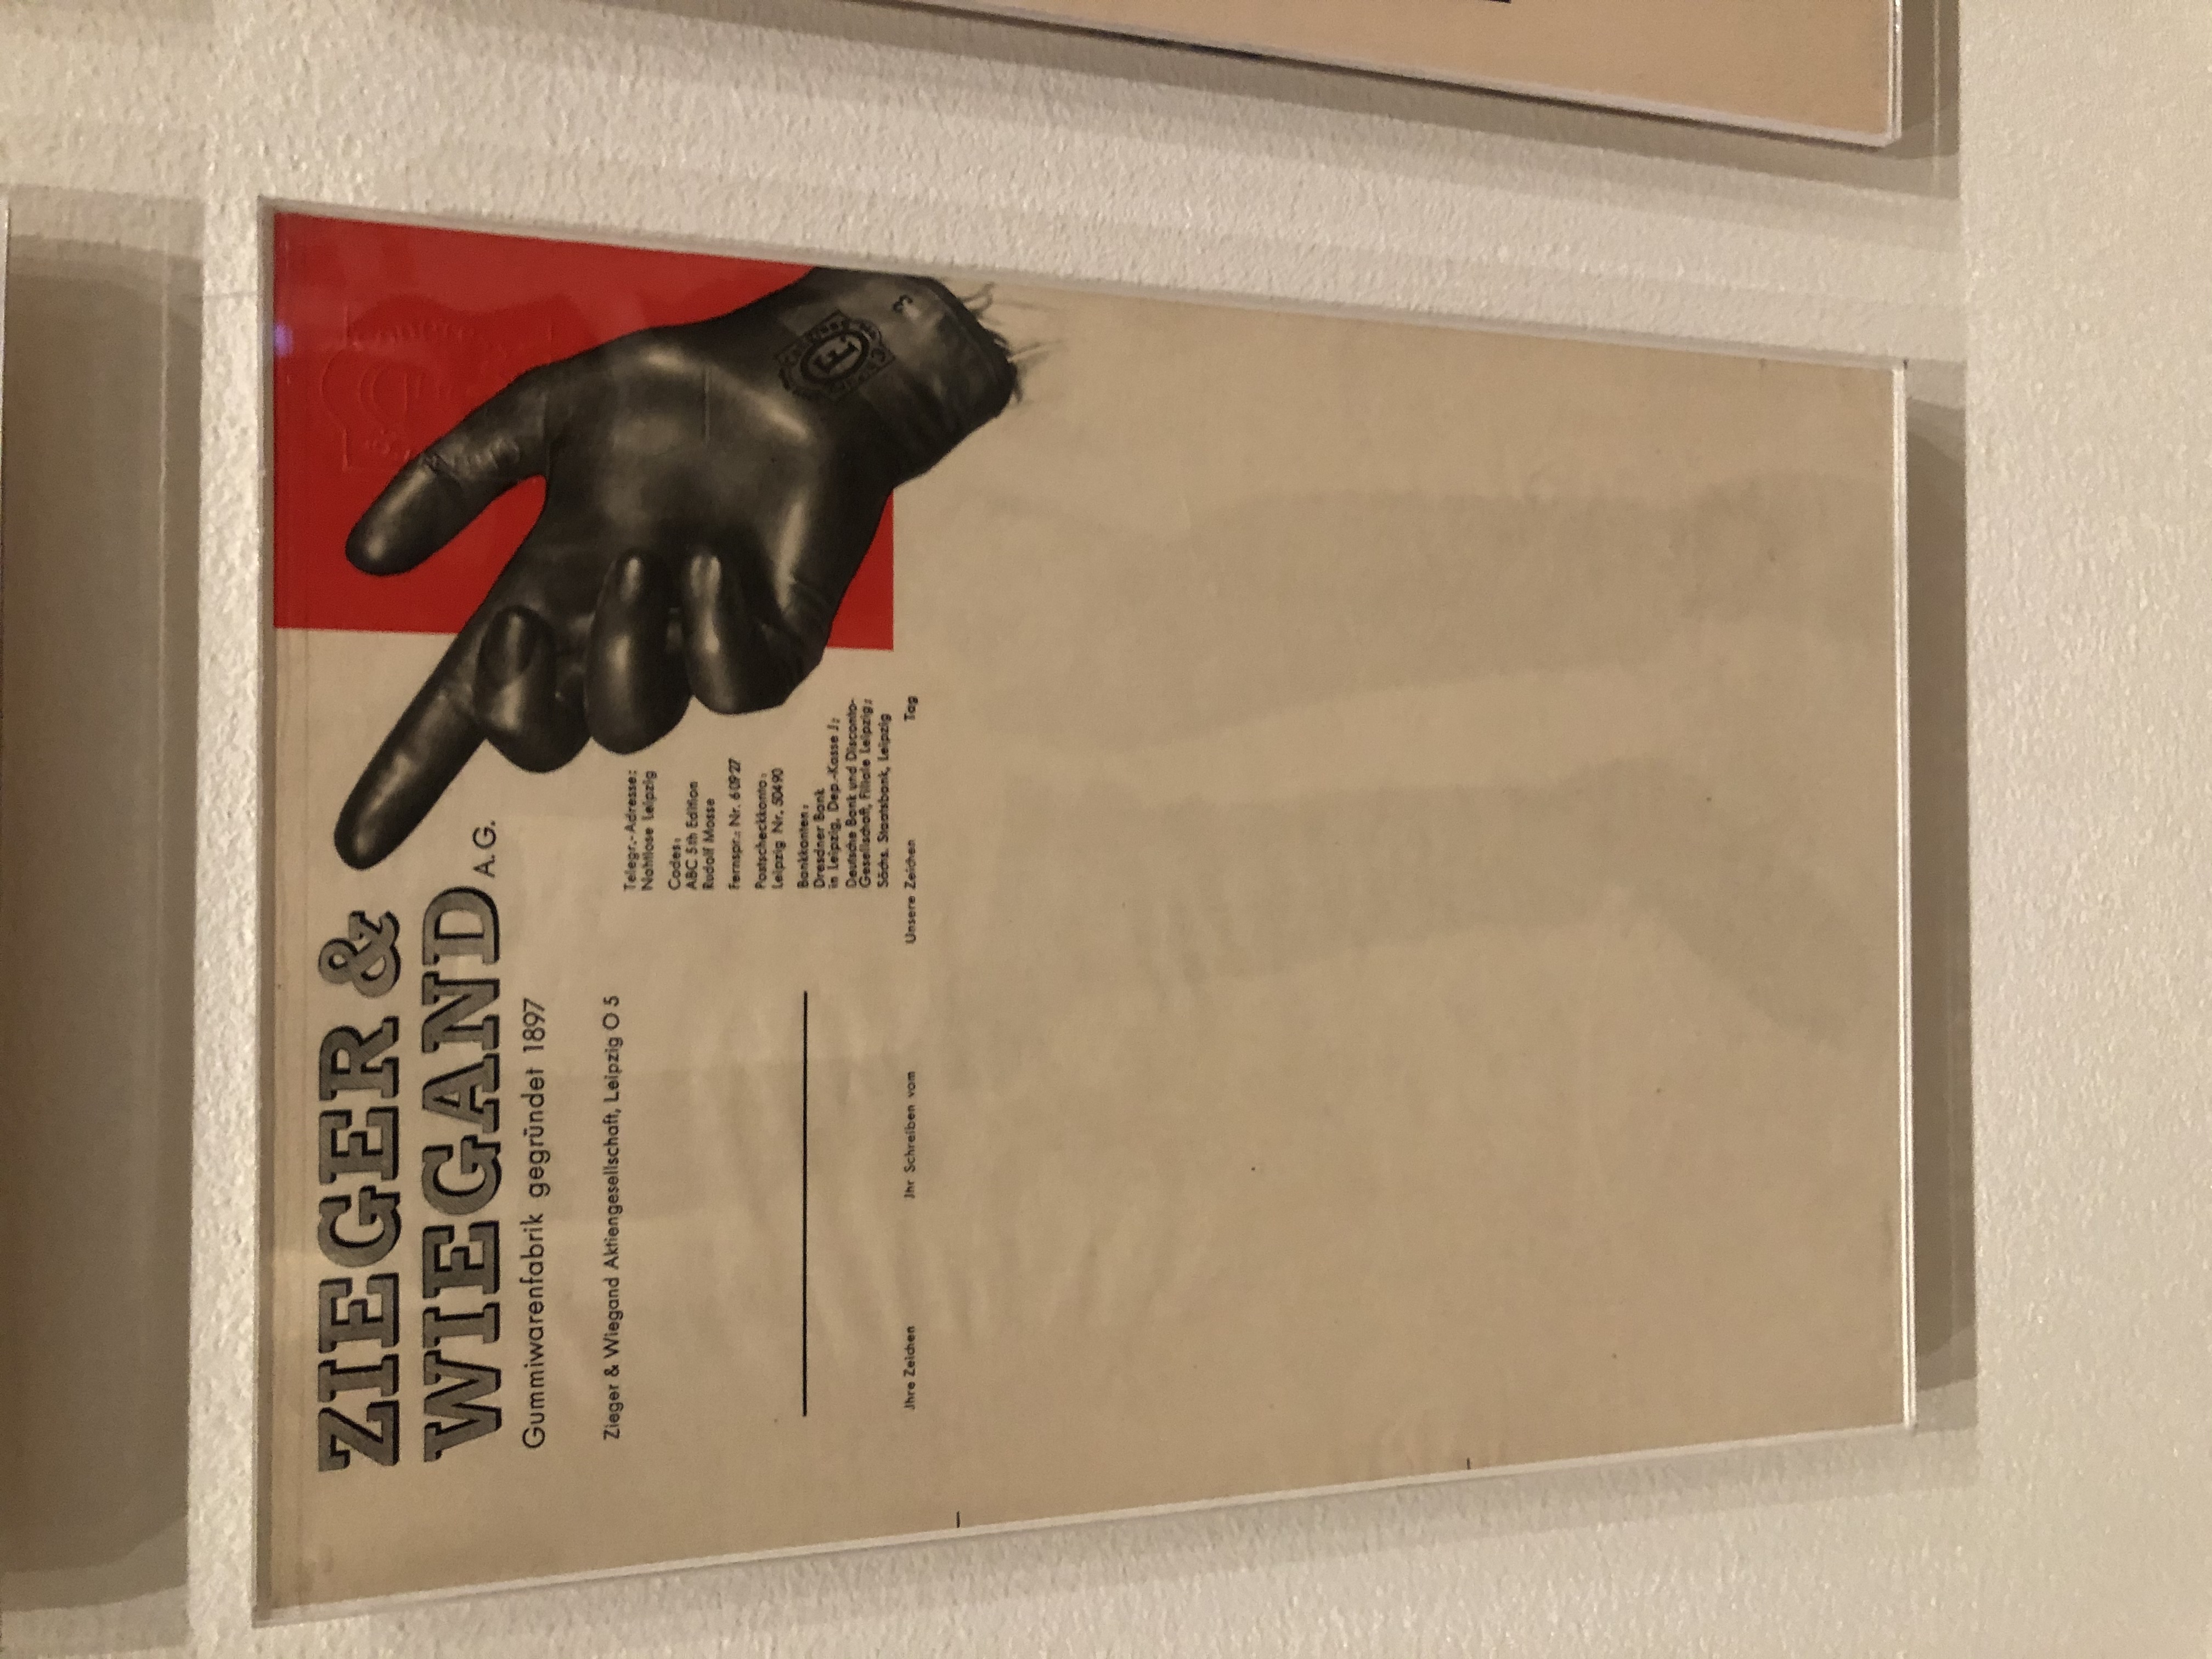 ZIEGER &
WIEGAND A.G.
Gummiwarenfabrik gegründet 1897
Zieger & Wiegand Aktiengesellschaft, Leipzig O 5
Telegr.-Adresse:
Nahtlose Leipzig
Codes:
ABC 5th Edition
Rudolf Mosse
Fernspr.: Nr. 60927
Postscheckkonto:
Leipzig Nr. 50490
Bankkonten:
Dresdner Bank
in Leipzig, Dep.-Kasse J;
Deutsche Bank und Disconto-
Gesellschaft, Filiale Leipzig;
Sächs. Staatsbank, Leipzig
Jhre Zeichen Jhr Schreiben vom Unsere Zeichen Tag
3